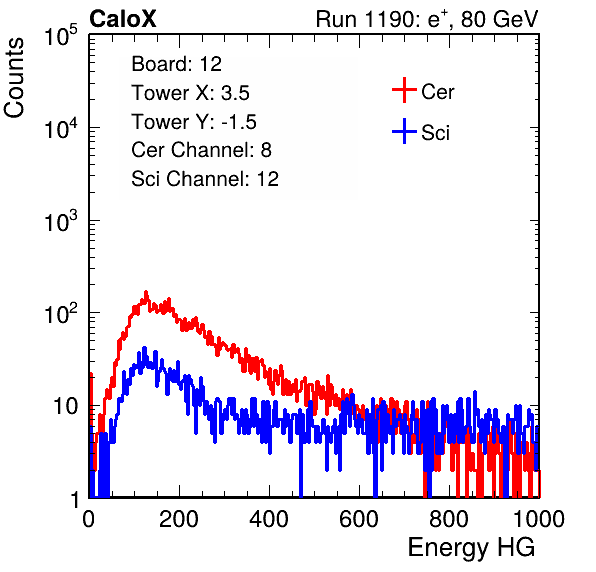 CaloX Run 1190: e⁺, 80 GeV
Counts
Board: 12
Tower X: 3.5
Tower Y: -1.5
Cer Channel: 8
Sci Channel: 12
Cer
Sci
10⁵
10⁴
10³
10²
10
1
0 200 400 600 800 1000
Energy HG